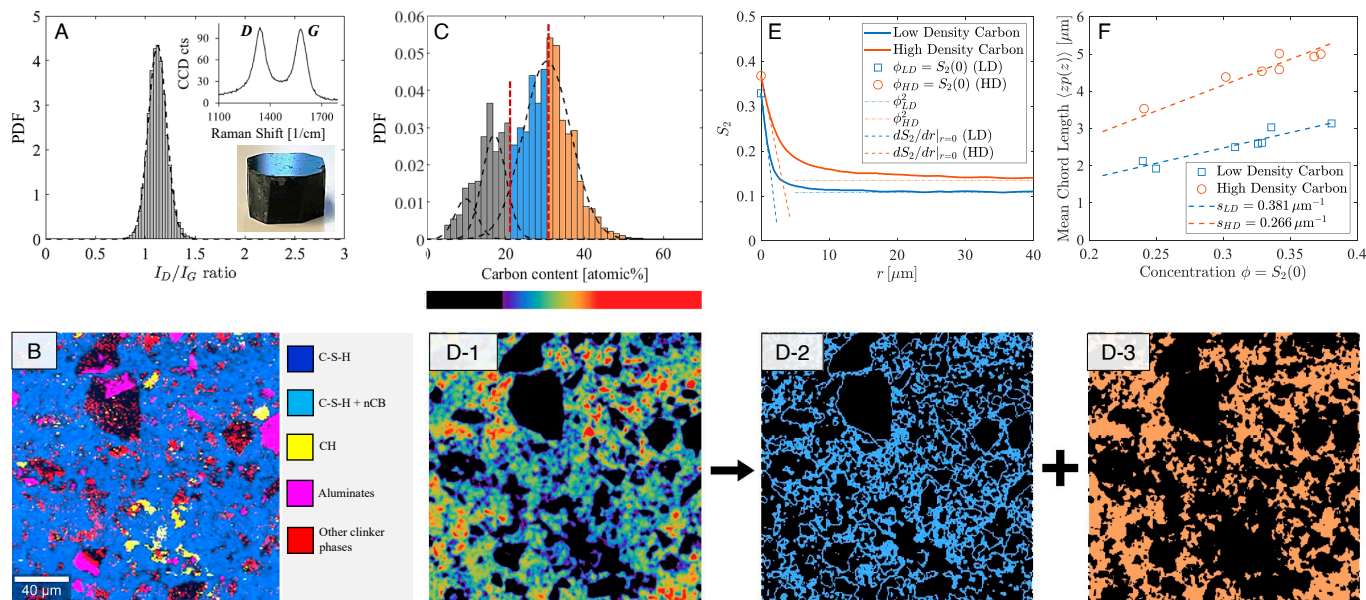 A
D
G
CCD cts
100
70
30
0
1100
1400
1700
Raman Shift [1/cm]
PDF
5
4
3
2
1
0
0
0.5
1
1.5
2
2.5
3
I_D/I_G ratio
C
PDF
0.06
0.05
0.04
0.03
0.02
0.01
0
0
20
40
60
Carbon content [atomic%]
E
S_2
0.5
0.4
0.3
0.2
0.1
0
0
10
20
30
40
r [μm]
Low Density Carbon
High Density Carbon
ϕ_LD = S_2(0) (LD)
ϕ_HD = S_2(0) (HD)
ϕ²_LD
ϕ²_HD
dS_2/dr|_r=0 (LD)
dS_2/dr|_r=0 (HD)
F
Mean Chord Length ⟨zp(z)⟩ [μm]
6
5
4
3
2
1
0
0.2
0.25
0.3
0.35
0.4
Concentration ϕ = S_2(0)
Low Density Carbon
High Density Carbon
s_LD = 0.381 μm⁻¹
s_HD = 0.266 μm⁻¹
B
40 μm
C-S-H
C-S-H + nCB
CH
Aluminates
Other clinker
phases
D-1
D-2
+
D-3